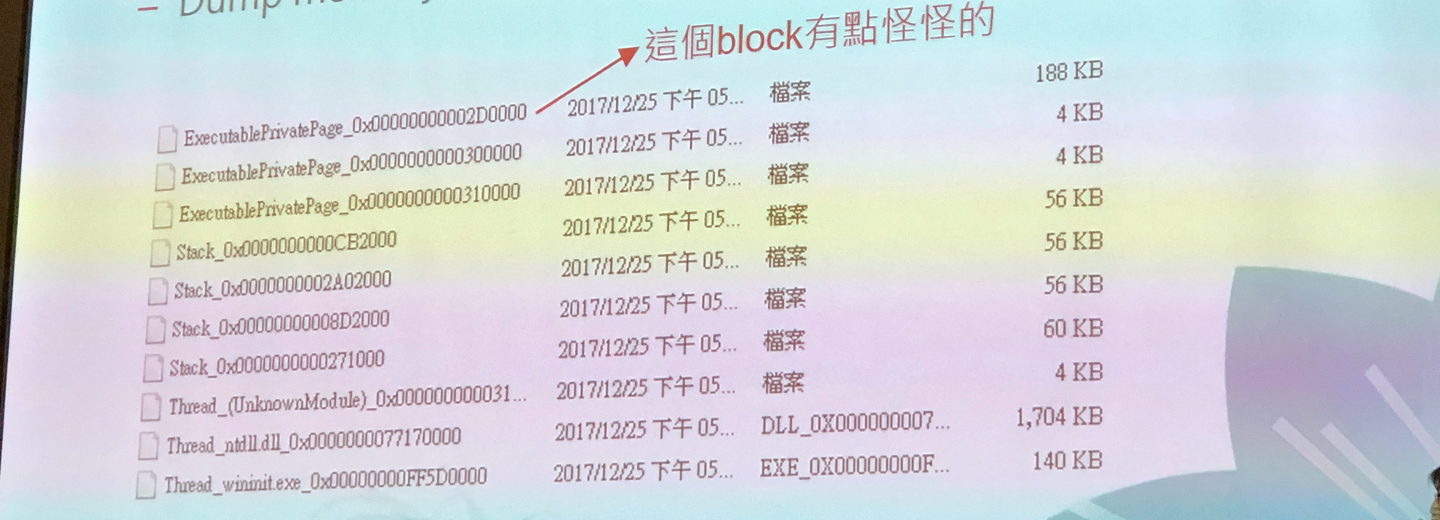 – Dump
這個block有點怪怪的
ExecutablePrivatePage_0x00000000002D0000 2017/12/25 下午 05... 檔案 188 KB
ExecutablePrivatePage_0x0000000000300000 2017/12/25 下午 05... 檔案 4 KB
ExecutablePrivatePage_0x0000000000310000 2017/12/25 下午 05... 檔案 4 KB
Stack_0x0000000000CB2000 2017/12/25 下午 05... 檔案 56 KB
Stack_0x0000000002A02000 2017/12/25 下午 05... 檔案 56 KB
Stack_0x00000000008D2000 2017/12/25 下午 05... 檔案 56 KB
Stack_0x0000000000271000 2017/12/25 下午 05... 檔案 60 KB
Thread_(UnknownModule)_0x000000000031... 2017/12/25 下午 05... 檔案 4 KB
Thread_ntdll.dll_0x0000000077170000 2017/12/25 下午 05... DLL_0X000000007... 1,704 KB
Thread_wininit.exe_0x00000000FF5D0000 2017/12/25 下午 05... EXE_0X00000000F... 140 KB